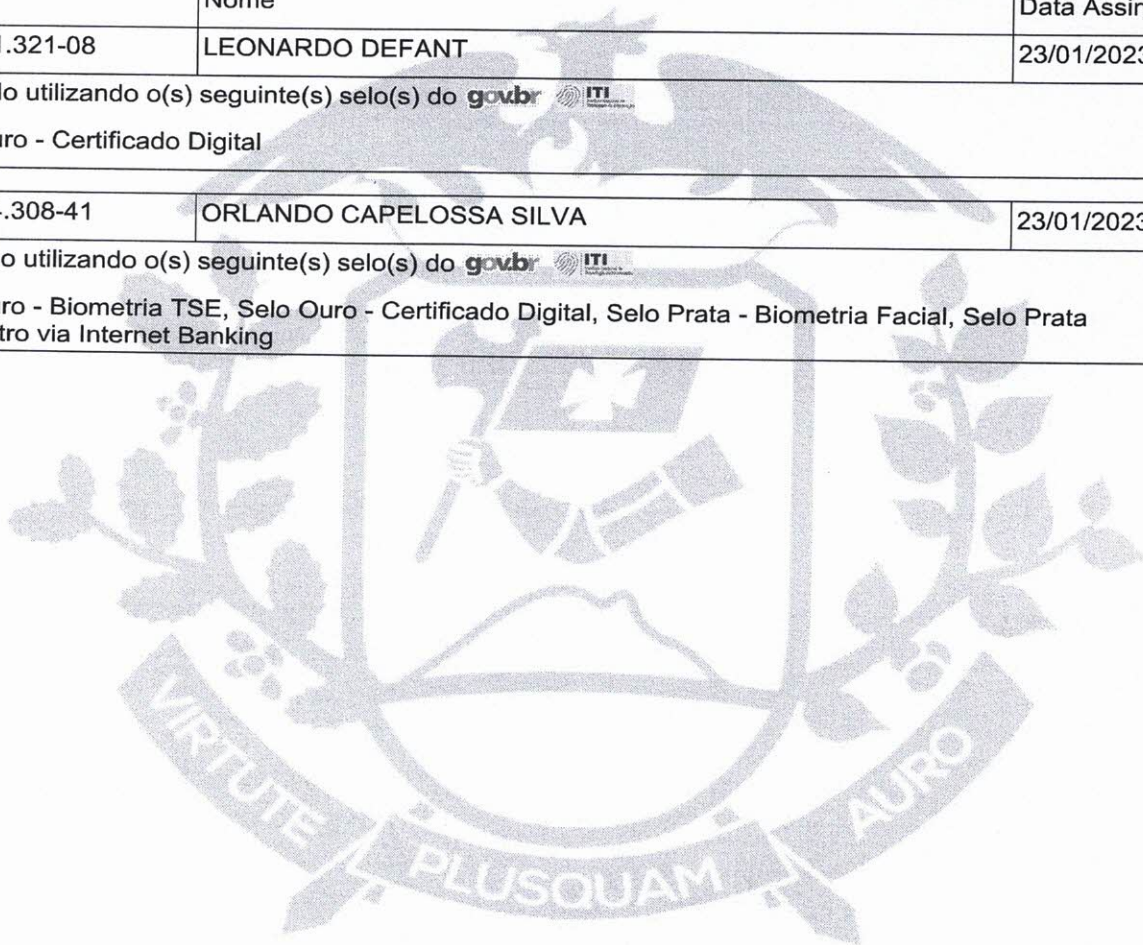 Nome Data Assin
1.321-08 LEONARDO DEFANT 23/01/2023
do utilizando o(s) seguinte(s) selo(s) do gov.br ITI
uro - Certificado Digital
.308-41 ORLANDO CAPELOSSA SILVA 23/01/2023
o utilizando o(s) seguinte(s) selo(s) do gov.br ITI
ro - Biometria TSE, Selo Ouro - Certificado Digital, Selo Prata - Biometria Facial, Selo Prata
tro via Internet Banking
VIRTUTE PLUSQUAM AURO